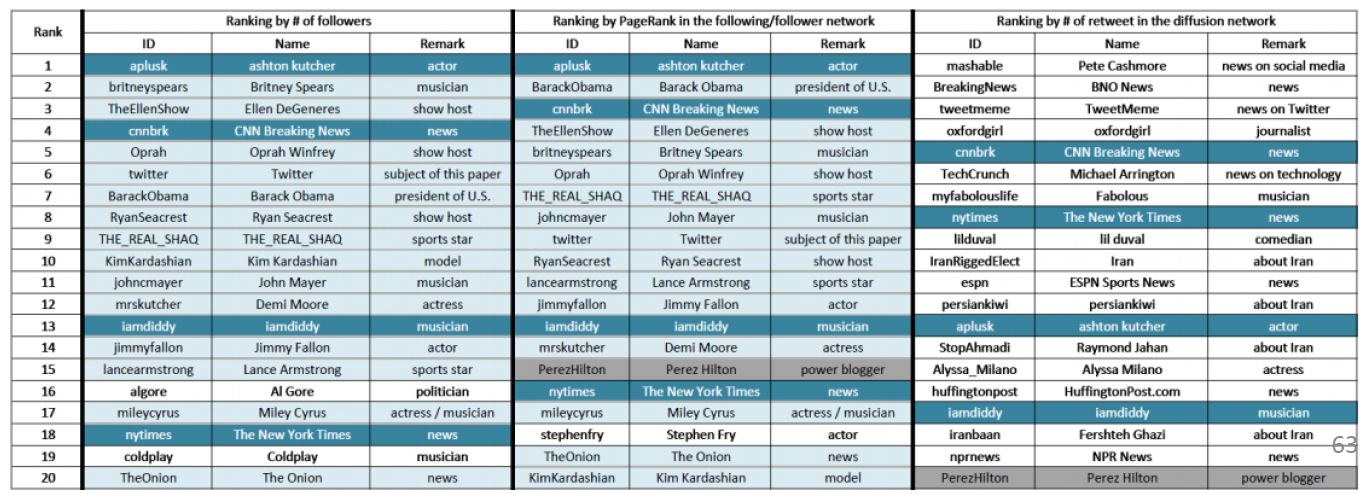 Rank Ranking by # of followers Ranking by PageRank in the following/follower network Ranking by # of retweet in the diffusion network
ID Name Remark ID Name Remark ID Name Remark
1 aplusk ashton kutcher actor aplusk ashton kutcher actor mashable Pete Cashmore news on social media
2 britneyspears Britney Spears musician BarackObama Barack Obama president of U.S. BreakingNews BNO News news
3 TheEllenShow Ellen DeGeneres show host cnnbrk CNN Breaking News news tweetmeme TweetMeme news on Twitter
4 cnnbrk CNN Breaking News news TheEllenShow Ellen DeGeneres show host oxfordgirl oxfordgirl journalist
5 Oprah Oprah Winfrey show host britneyspears Britney Spears musician cnnbrk CNN Breaking News news
6 twitter Twitter subject of this paper Oprah Oprah Winfrey show host TechCrunch Michael Arrington news on technology
7 BarackObama Barack Obama president of U.S. THE_REAL_SHAQ THE_REAL_SHAQ sports star myfabolouslife Fabolous musician
8 RyanSeacrest Ryan Seacrest show host johncmayer John Mayer musician nytimes The New York Times news
9 THE_REAL_SHAQ THE_REAL_SHAQ sports star twitter Twitter subject of this paper lilduval lil duval comedian
10 KimKardashian Kim Kardashian model RyanSeacrest Ryan Seacrest show host IranRiggedElect Iran about Iran
11 johncmayer John Mayer musician lancearmstrong Lance Armstrong sports star espn ESPN Sports News news
12 mrskutcher Demi Moore actress jimmyfallon Jimmy Fallon actor persiankiwi persiankiwi about Iran
13 iamdiddy iamdiddy musician iamdiddy iamdiddy musician aplusk ashton kutcher actor
14 jimmyfallon Jimmy Fallon actor mrskutcher Demi Moore actress StopAhmadi Raymond Jahan about Iran
15 lancearmstrong Lance Armstrong sports star PerezHilton Perez Hilton power blogger Alyssa_Milano Alyssa Milano actress
16 algore Al Gore politician nytimes The New York Times news huffingtonpost HuffingtonPost.com news
17 mileycyrus Miley Cyrus actress / musician mileycyrus Miley Cyrus actress / musician iamdiddy iamdiddy musician
18 nytimes The New York Times news stephenfry Stephen Fry actor iranbaan Fershteh Ghazi about Iran
63
19 coldplay Coldplay musician TheOnion The Onion news nprnews NPR News news
20 TheOnion The Onion news KimKardashian Kim Kardashian model PerezHilton Perez Hilton power blogger